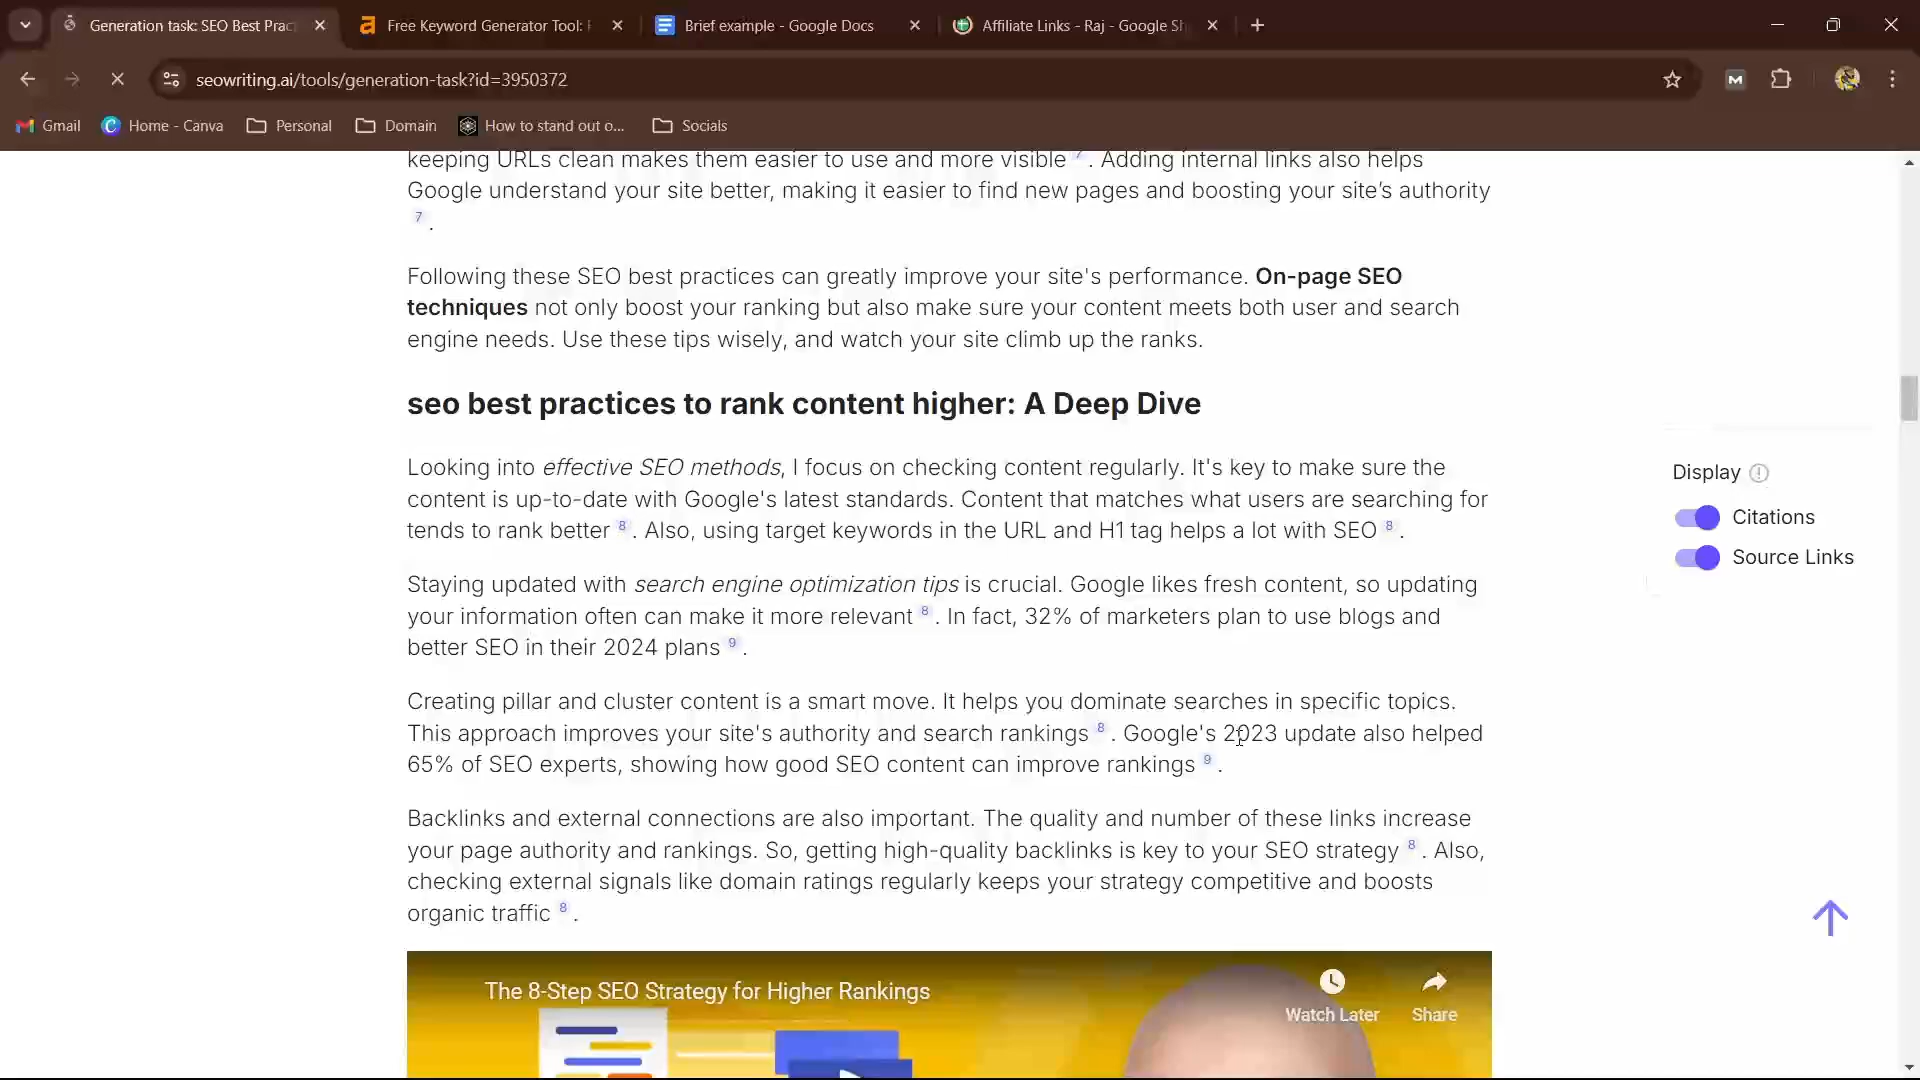 Generation task: SEO Best Prac
Free Keyword Generator Tool:
Brief example - Google Docs
Affiliate Links - Raj - Google Sh
seowriting.ai/tools/generation-task?id=3950372
Gmail
Home - Canva
Personal
Domain
How to stand out o...
Socials
keeping URLs clean makes them easier to use and more visible 7. Adding internal links also helps
Google understand your site better, making it easier to find new pages and boosting your site’s authority
7.
Following these SEO best practices can greatly improve your site's performance. On-page SEO
techniques not only boost your ranking but also make sure your content meets both user and search
engine needs. Use these tips wisely, and watch your site climb up the ranks.
seo best practices to rank content higher: A Deep Dive
Looking into effective SEO methods, I focus on checking content regularly. It's key to make sure the
content is up-to-date with Google's latest standards. Content that matches what users are searching for
tends to rank better 8. Also, using target keywords in the URL and H1 tag helps a lot with SEO 8.
Staying updated with search engine optimization tips is crucial. Google likes fresh content, so updating
your information often can make it more relevant 8. In fact, 32% of marketers plan to use blogs and
better SEO in their 2024 plans 9.
Creating pillar and cluster content is a smart move. It helps you dominate searches in specific topics.
This approach improves your site's authority and search rankings 8. Google's 2023 update also helped
65% of SEO experts, showing how good SEO content can improve rankings 9.
Backlinks and external connections are also important. The quality and number of these links increase
your page authority and rankings. So, getting high-quality backlinks is key to your SEO strategy 8. Also,
checking external signals like domain ratings regularly keeps your strategy competitive and boosts
organic traffic 8.
The 8-Step SEO Strategy for Higher Rankings
Watch Later
Share
Display
Citations
Source Links